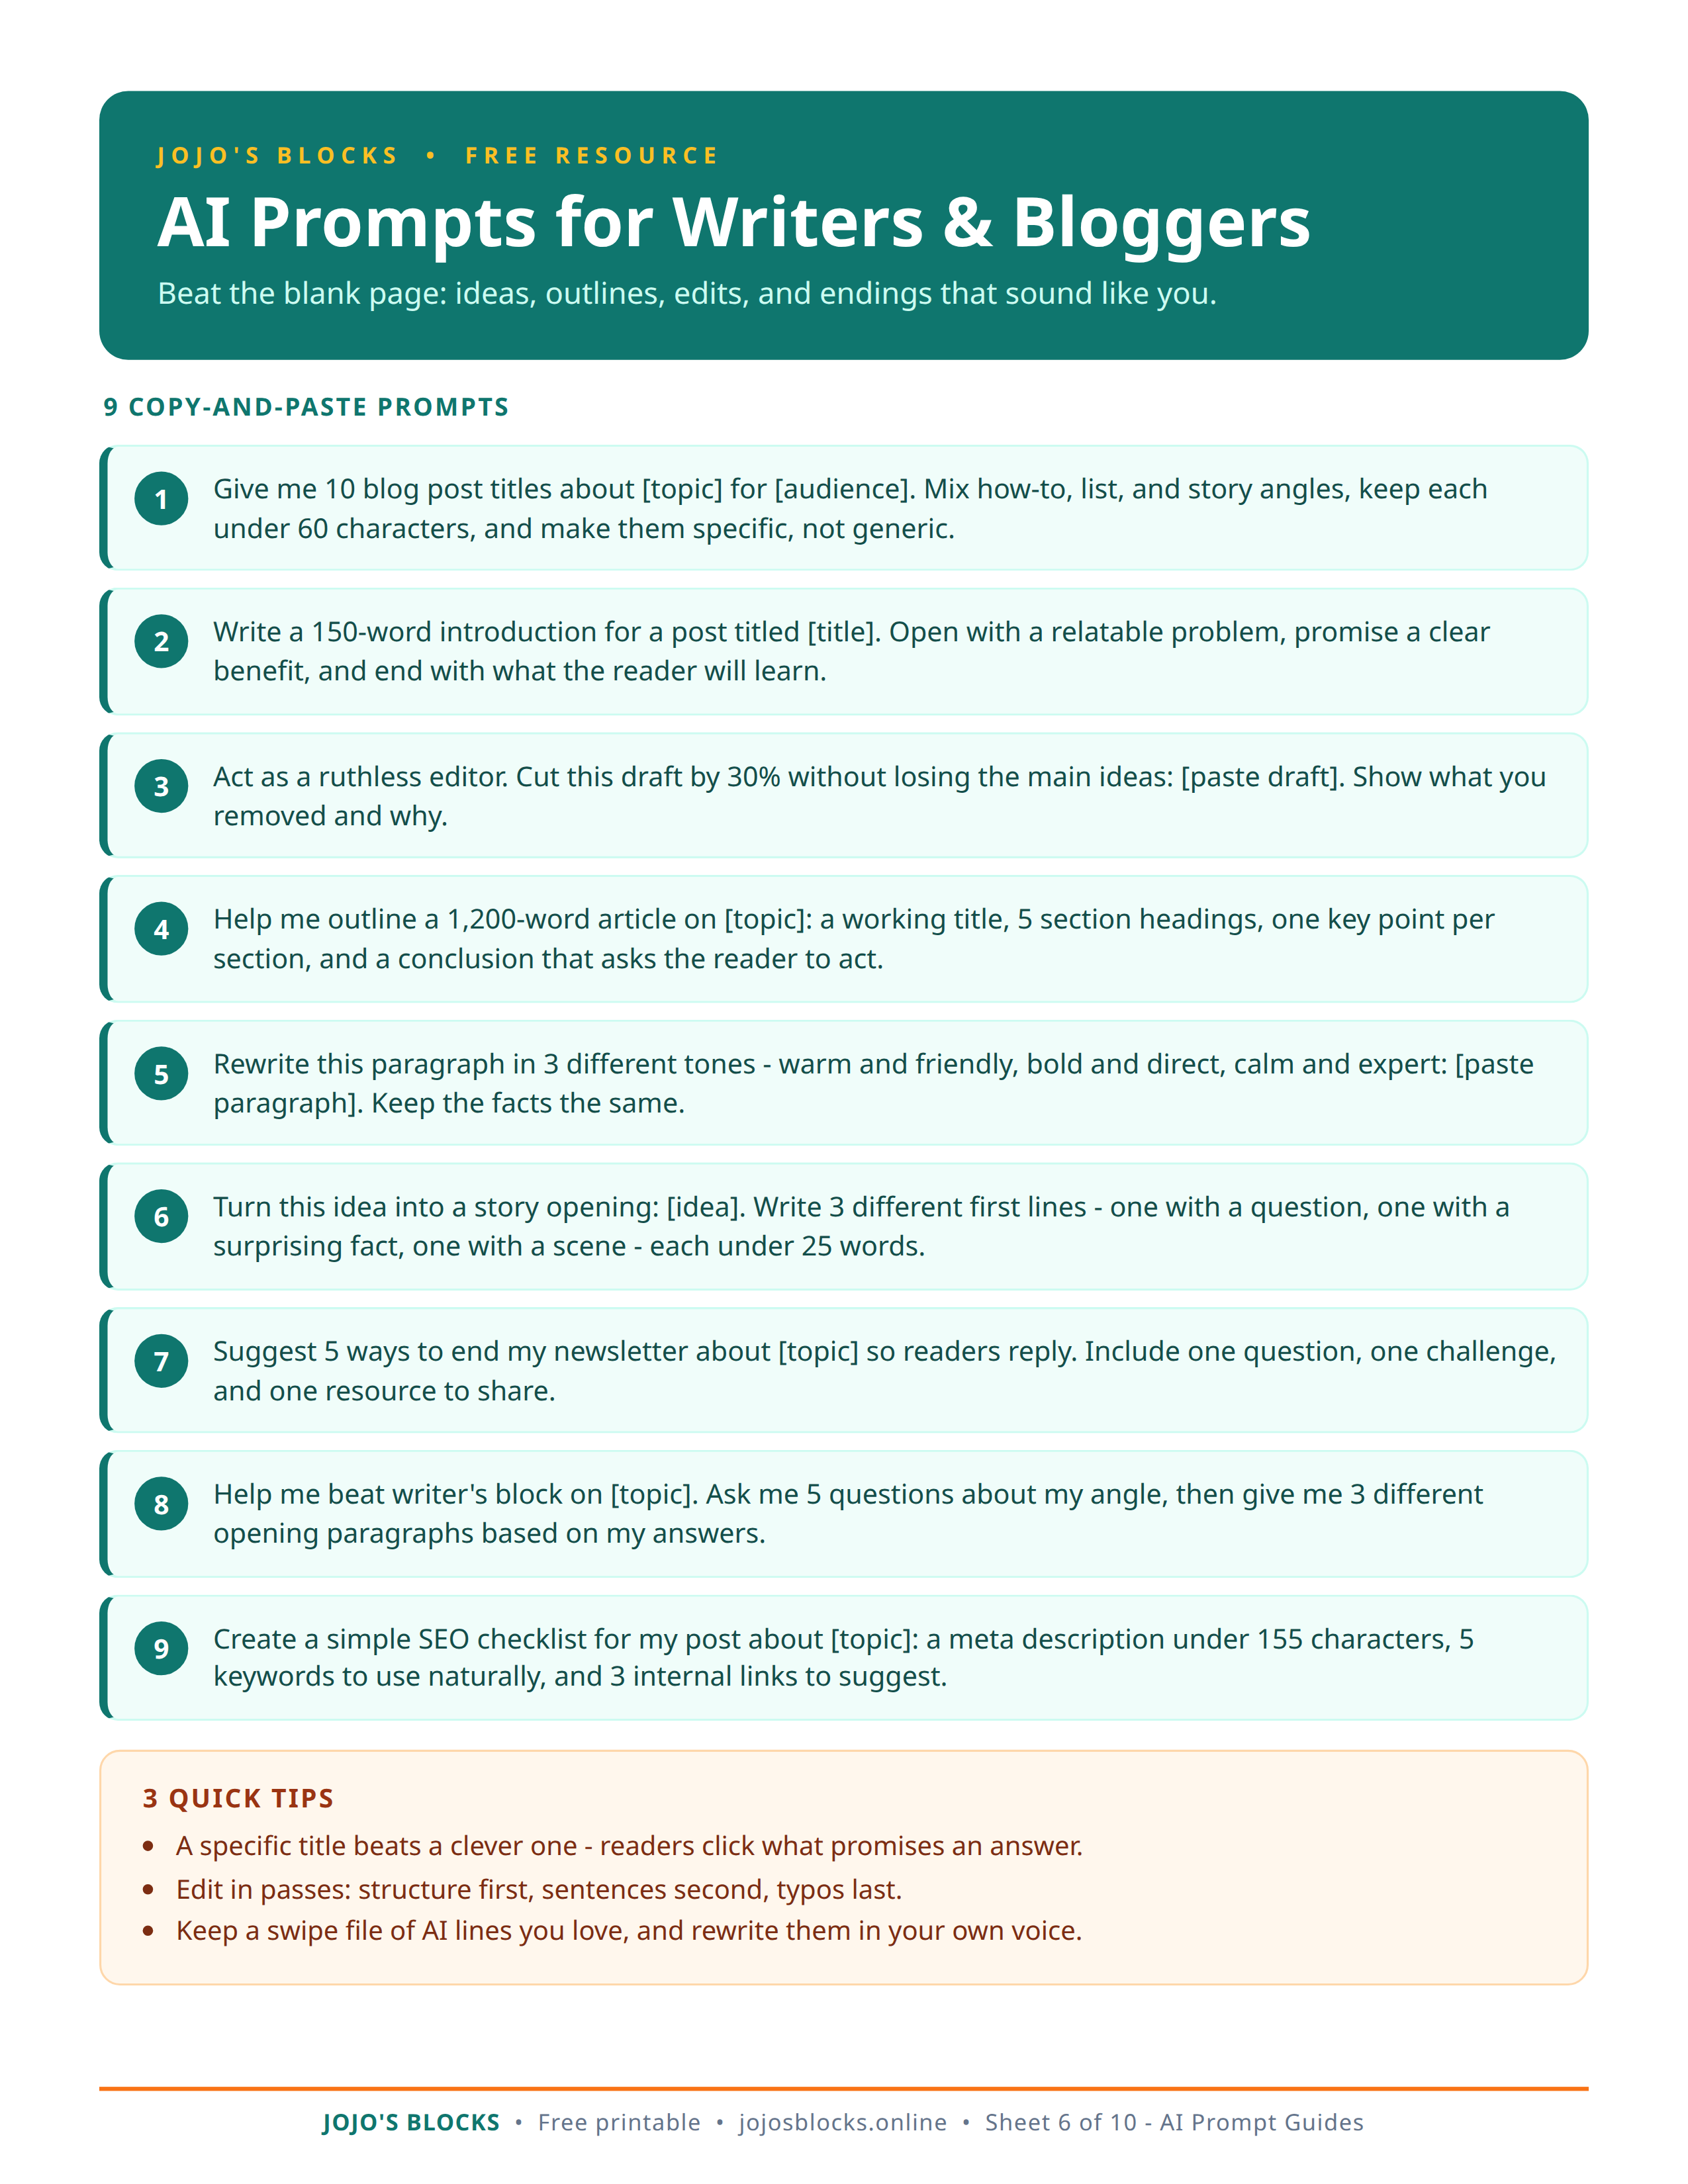 JOJO'S BLOCKS • FREE RESOURCE
AI Prompts for Writers & Bloggers
Beat the blank page: ideas, outlines, edits, and endings that sound like you.
9 COPY-AND-PASTE PROMPTS
1 Give me 10 blog post titles about [topic] for [audience]. Mix how-to, list, and story angles, keep each
under 60 characters, and make them specific, not generic.
2 Write a 150-word introduction for a post titled [title]. Open with a relatable problem, promise a clear
benefit, and end with what the reader will learn.
3 Act as a ruthless editor. Cut this draft by 30% without losing the main ideas: [paste draft]. Show what you
removed and why.
4 Help me outline a 1,200-word article on [topic]: a working title, 5 section headings, one key point per
section, and a conclusion that asks the reader to act.
5 Rewrite this paragraph in 3 different tones - warm and friendly, bold and direct, calm and expert: [paste
paragraph]. Keep the facts the same.
6 Turn this idea into a story opening: [idea]. Write 3 different first lines - one with a question, one with a
surprising fact, one with a scene - each under 25 words.
7 Suggest 5 ways to end my newsletter about [topic] so readers reply. Include one question, one challenge,
and one resource to share.
8 Help me beat writer's block on [topic]. Ask me 5 questions about my angle, then give me 3 different
opening paragraphs based on my answers.
9 Create a simple SEO checklist for my post about [topic]: a meta description under 155 characters, 5
keywords to use naturally, and 3 internal links to suggest.
3 QUICK TIPS
• A specific title beats a clever one - readers click what promises an answer.
• Edit in passes: structure first, sentences second, typos last.
• Keep a swipe file of AI lines you love, and rewrite them in your own voice.
JOJO'S BLOCKS • Free printable • jojosblocks.online • Sheet 6 of 10 - AI Prompt Guides